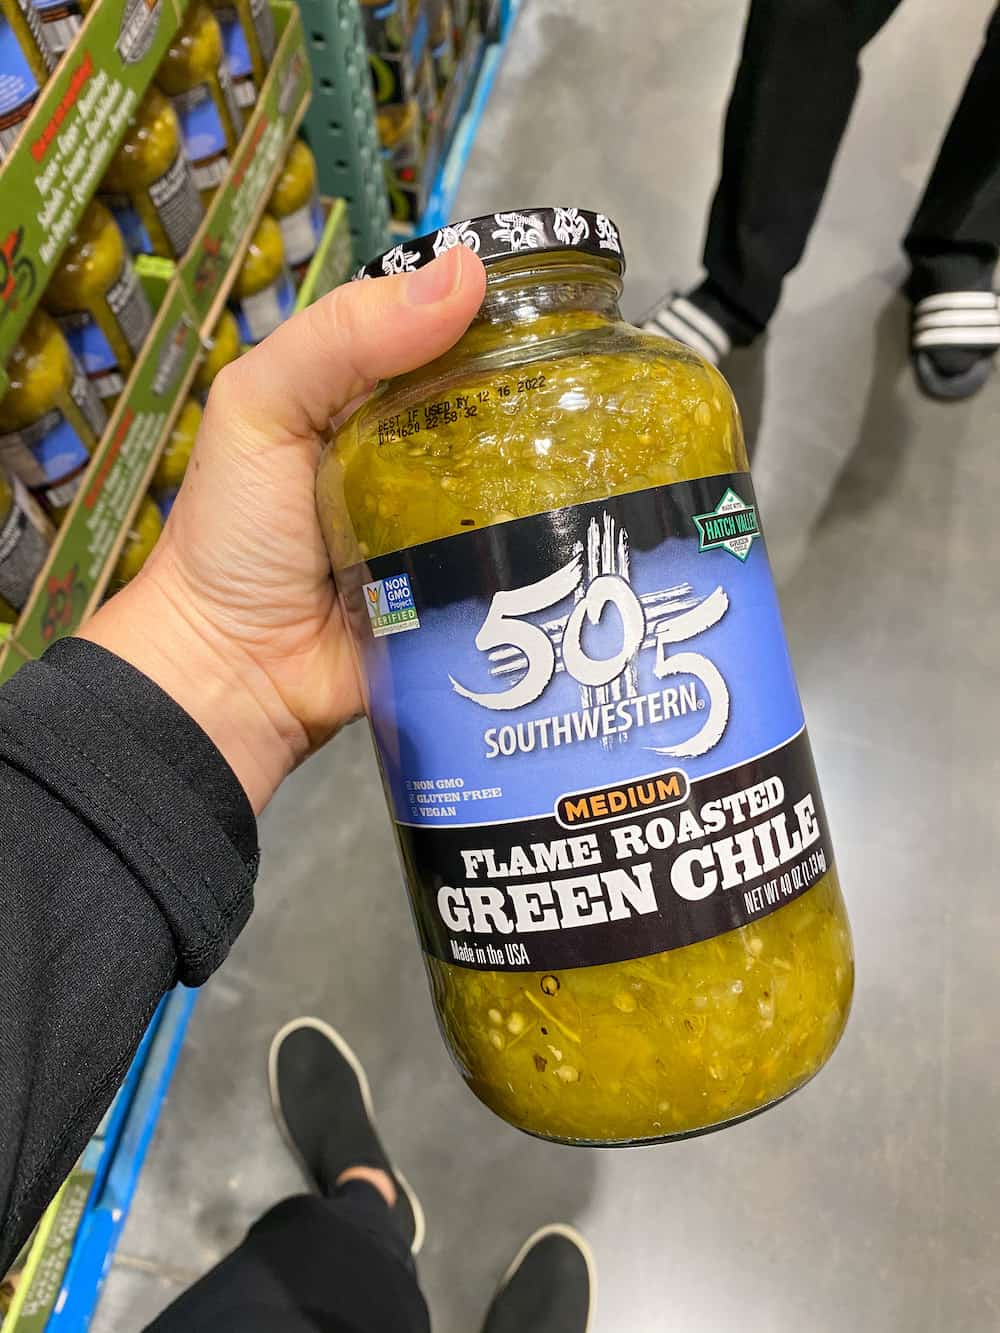 BEST IF USED BY 12 16 2022
D121620 22:58:32
MADE WITH
HATCH VALLEY
GREEN
CHILE
NON
GMO
Project
VERIFIED
505
SOUTHWESTERN®
NON GMO
GLUTEN FREE
VEGAN
MEDIUM
FLAME ROASTED
GREEN CHILE
NET WT 40 OZ (1.13kg)
Made in the USA